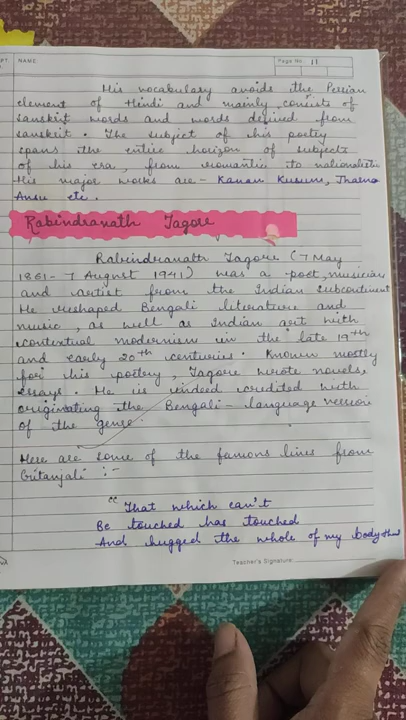 NAME:
Page No. 11
His vocabulary avoids the Persian
element of Hindi and mainly consists of
sanskrit words and words defined from
sanskrit. The subject of his poetry
spans the entire horizon of subjects
of his era, from romantic to nationalistic
His major works are - Kanan Kusum, Jharna
Ansu etc.
Rabindranath Tagore
Rabindranath Tagore (7 May
1861- 7 August 1941) was a poet, musician
and artist from the Indian subcontinent
He reshaped Bengali literature and
music, as well as Indian art with
contextual modernism in the late 19th
and early 20th centuries. Known mostly
for his poetry, Tagore wrote novels,
essays. He is indeed credited with
originating the Bengali - language version
of the genre.
Here are some of the famous lines from
Gitanjali :-
"That which can't
Be touched has touched
And hugged the whole of my body
Teacher's Signature